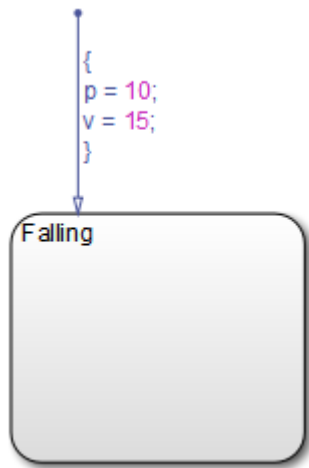 {
p = 10;
v = 15;
}
Falling